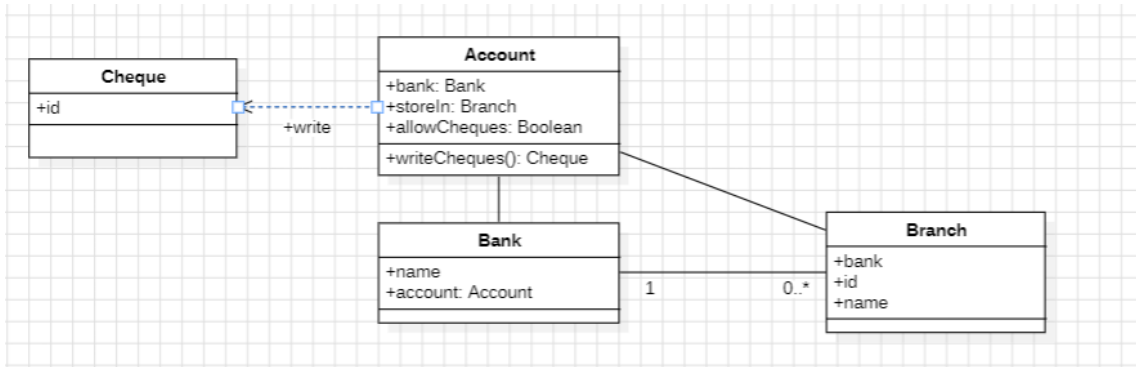 Cheque
+id
+write
Account
+bank: Bank
+storeIn: Branch
+allowCheques: Boolean
+writeCheques(): Cheque
Bank
+name
+account: Account
1
0..*
Branch
+bank
+id
+name